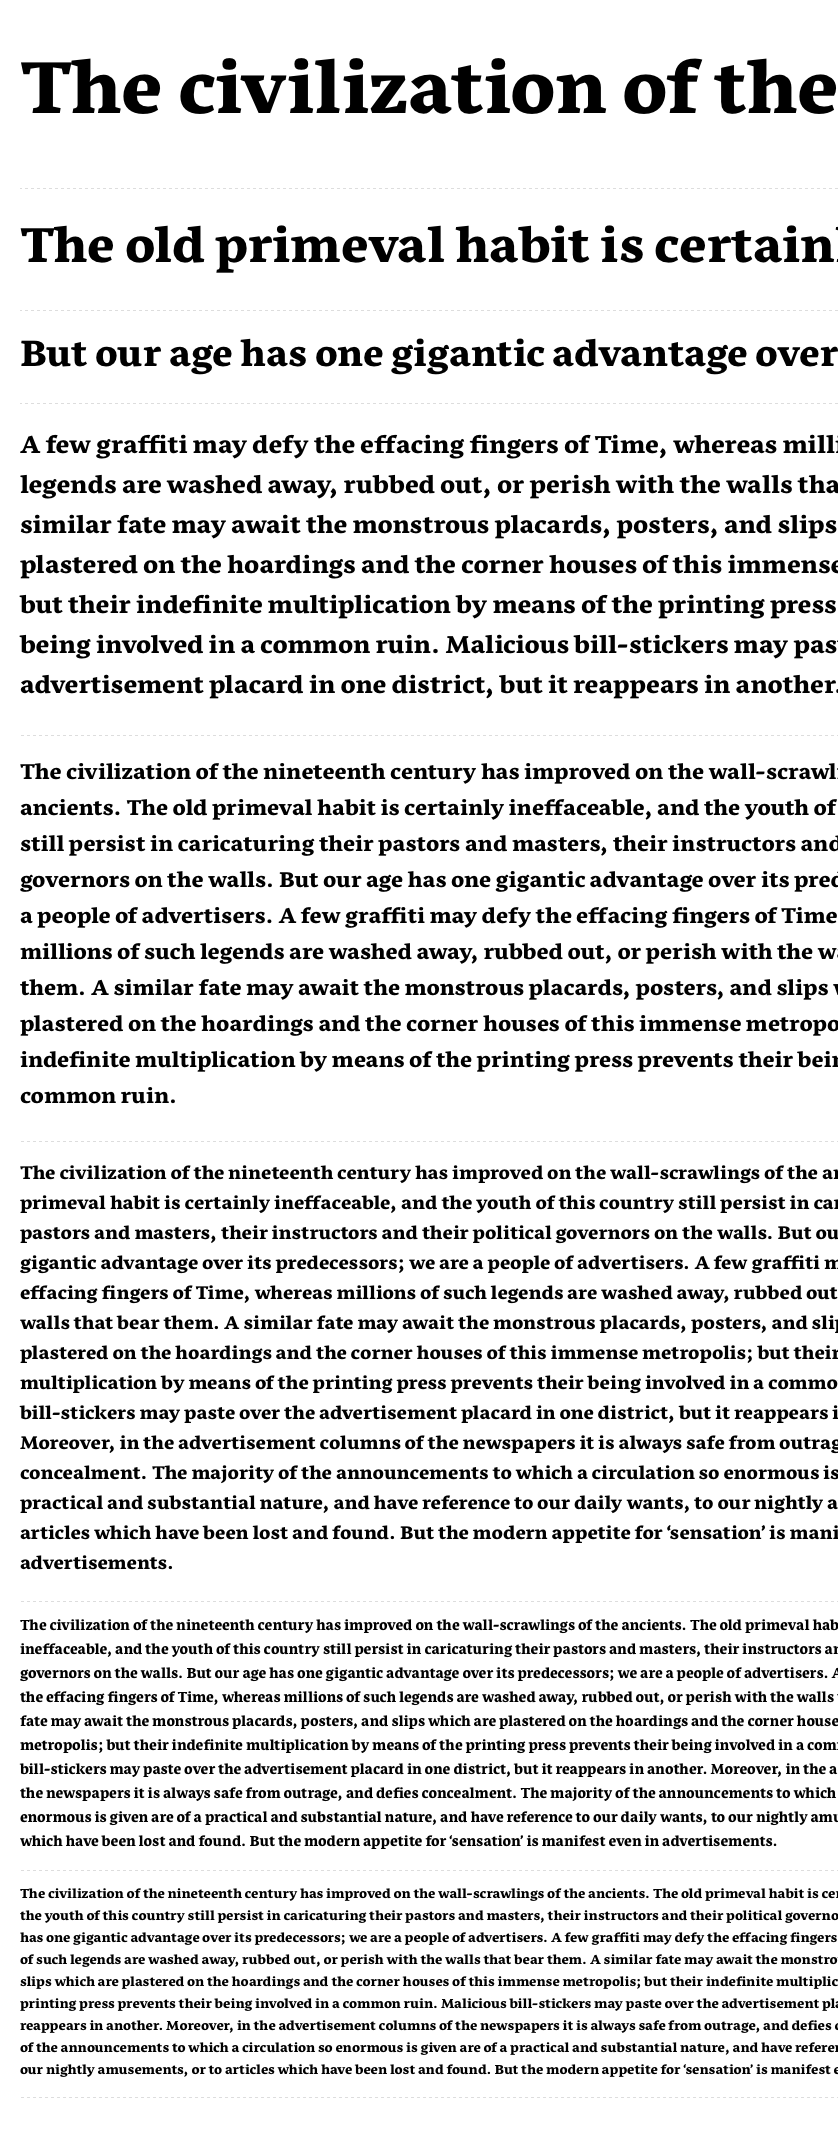 The civilization of the
The old primeval habit is certainl
But our age has one gigantic advantage over
A few graffiti may defy the effacing fingers of Time, whereas milli
legends are washed away, rubbed out, or perish with the walls tha
similar fate may await the monstrous placards, posters, and slips
plastered on the hoardings and the corner houses of this immense
but their indefinite multiplication by means of the printing press
being involved in a common ruin. Malicious bill-stickers may pas
advertisement placard in one district, but it reappears in another.
The civilization of the nineteenth century has improved on the wall-scrawl
ancients. The old primeval habit is certainly ineffaceable, and the youth of
still persist in caricaturing their pastors and masters, their instructors and
governors on the walls. But our age has one gigantic advantage over its pred
a people of advertisers. A few graffiti may defy the effacing fingers of Time
millions of such legends are washed away, rubbed out, or perish with the wa
them. A similar fate may await the monstrous placards, posters, and slips w
plastered on the hoardings and the corner houses of this immense metropo
indefinite multiplication by means of the printing press prevents their bein
common ruin.
The civilization of the nineteenth century has improved on the wall-scrawlings of the an
primeval habit is certainly ineffaceable, and the youth of this country still persist in car
pastors and masters, their instructors and their political governors on the walls. But ou
gigantic advantage over its predecessors; we are a people of advertisers. A few graffiti m
effacing fingers of Time, whereas millions of such legends are washed away, rubbed out
walls that bear them. A similar fate may await the monstrous placards, posters, and slip
plastered on the hoardings and the corner houses of this immense metropolis; but their
multiplication by means of the printing press prevents their being involved in a commo
bill-stickers may paste over the advertisement placard in one district, but it reappears i
Moreover, in the advertisement columns of the newspapers it is always safe from outrag
concealment. The majority of the announcements to which a circulation so enormous is
practical and substantial nature, and have reference to our daily wants, to our nightly a
articles which have been lost and found. But the modern appetite for ‘sensation’ is mani
advertisements.
The civilization of the nineteenth century has improved on the wall-scrawlings of the ancients. The old primeval hab
ineffaceable, and the youth of this country still persist in caricaturing their pastors and masters, their instructors an
governors on the walls. But our age has one gigantic advantage over its predecessors; we are a people of advertisers. A
the effacing fingers of Time, whereas millions of such legends are washed away, rubbed out, or perish with the walls
fate may await the monstrous placards, posters, and slips which are plastered on the hoardings and the corner house
metropolis; but their indefinite multiplication by means of the printing press prevents their being involved in a com
bill-stickers may paste over the advertisement placard in one district, but it reappears in another. Moreover, in the a
the newspapers it is always safe from outrage, and defies concealment. The majority of the announcements to which
enormous is given are of a practical and substantial nature, and have reference to our daily wants, to our nightly amu
which have been lost and found. But the modern appetite for ‘sensation’ is manifest even in advertisements.
The civilization of the nineteenth century has improved on the wall-scrawlings of the ancients. The old primeval habit is cer
the youth of this country still persist in caricaturing their pastors and masters, their instructors and their political governo
has one gigantic advantage over its predecessors; we are a people of advertisers. A few graffiti may defy the effacing fingers
of such legends are washed away, rubbed out, or perish with the walls that bear them. A similar fate may await the monstro
slips which are plastered on the hoardings and the corner houses of this immense metropolis; but their indefinite multiplic
printing press prevents their being involved in a common ruin. Malicious bill-stickers may paste over the advertisement pla
reappears in another. Moreover, in the advertisement columns of the newspapers it is always safe from outrage, and defies c
of the announcements to which a circulation so enormous is given are of a practical and substantial nature, and have refere
our nightly amusements, or to articles which have been lost and found. But the modern appetite for ‘sensation’ is manifest e